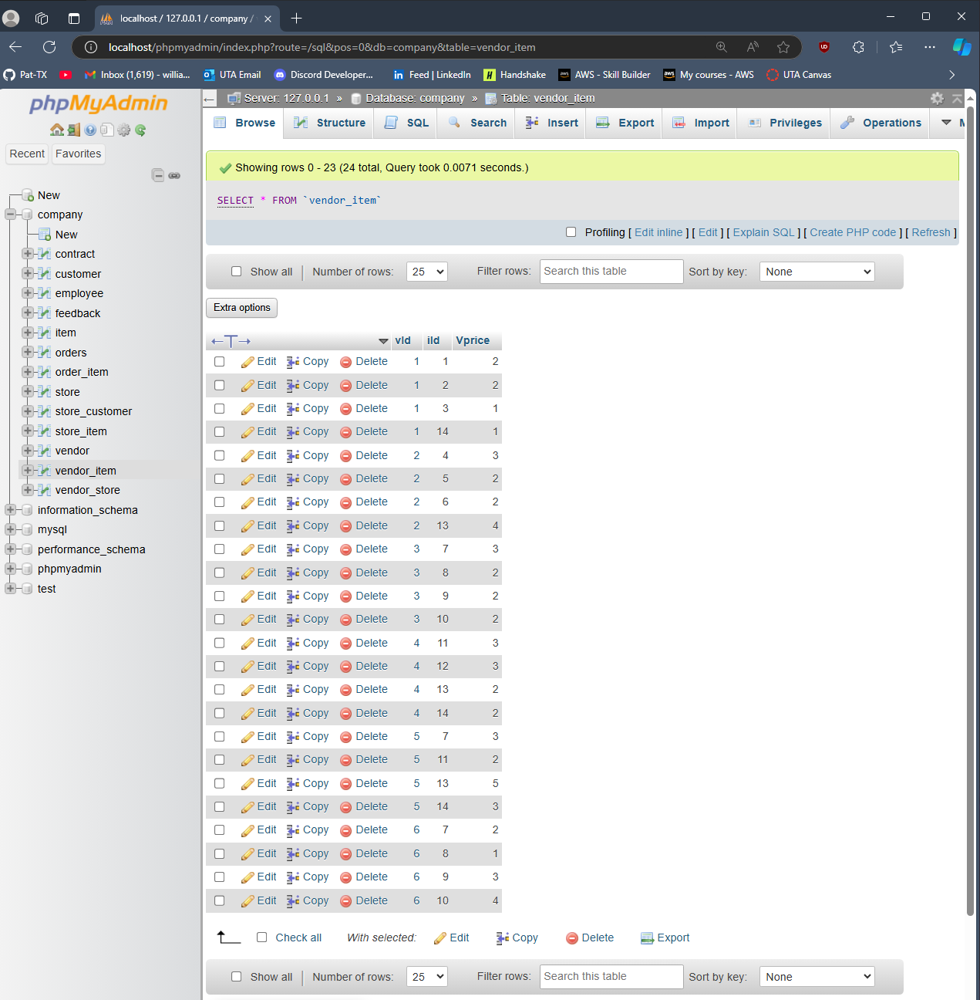 localhost / 127.0.0.1 / company /
localhost/phpmyadmin/index.php?route=/sql&pos=0&db=company&table=vendor_item
Pat-TX Inbox (1,619) - willia... UTA Email Discord Developer... Feed | LinkedIn Handshake AWS - Skill Builder My courses - AWS UTA Canvas
phpMyAdmin
Recent Favorites
New
company
New
contract
customer
employee
feedback
item
orders
order_item
store
store_customer
store_item
vendor
vendor_item
vendor_store
information_schema
mysql
performance_schema
phpmyadmin
test
Server: 127.0.0.1 » Database: company » Table: vendor_item
Browse Structure SQL Search Insert Export Import Privileges Operations
Showing rows 0 - 23 (24 total, Query took 0.0071 seconds.)
SELECT * FROM `vendor_item`
Profiling [ Edit inline ] [ Edit ] [ Explain SQL ] [ Create PHP code ] [ Refresh ]
Show all | Number of rows: 25 Filter rows: Search this table Sort by key: None
Extra options
←T→ vId iId Vprice
Edit Copy Delete 1 1 2
Edit Copy Delete 1 2 2
Edit Copy Delete 1 3 1
Edit Copy Delete 1 14 1
Edit Copy Delete 2 4 3
Edit Copy Delete 2 5 2
Edit Copy Delete 2 6 2
Edit Copy Delete 2 13 4
Edit Copy Delete 3 7 3
Edit Copy Delete 3 8 2
Edit Copy Delete 3 9 2
Edit Copy Delete 3 10 2
Edit Copy Delete 4 11 3
Edit Copy Delete 4 12 3
Edit Copy Delete 4 13 2
Edit Copy Delete 4 14 2
Edit Copy Delete 5 7 3
Edit Copy Delete 5 11 2
Edit Copy Delete 5 13 5
Edit Copy Delete 5 14 3
Edit Copy Delete 6 7 2
Edit Copy Delete 6 8 1
Edit Copy Delete 6 9 3
Edit Copy Delete 6 10 4
Check all With selected: Edit Copy Delete Export
Show all | Number of rows: 25 Filter rows: Search this table Sort by key: None